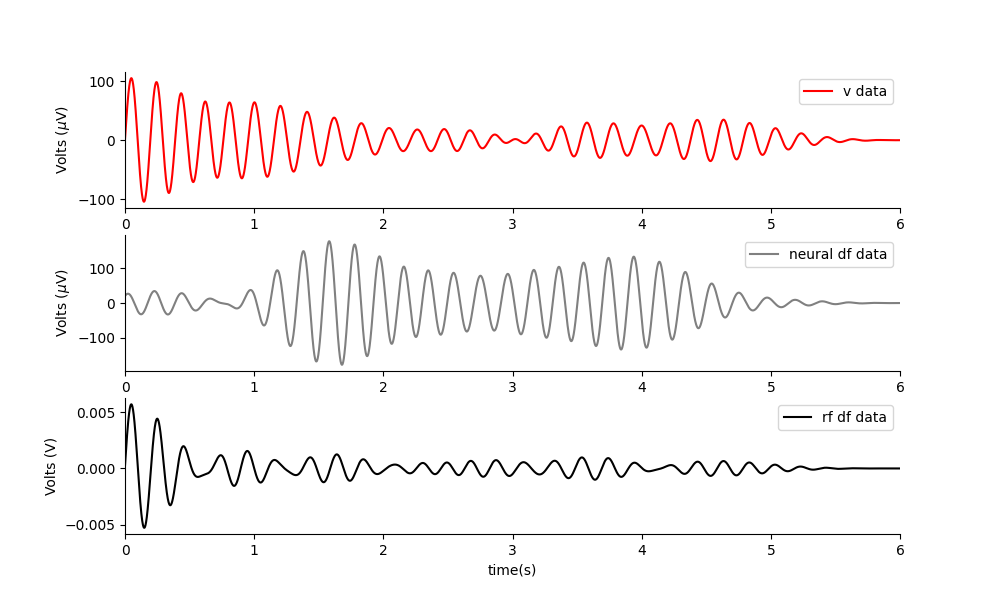 v data
Volts (μV)
100
0
−100
0 1 2 3 4 5 6
neural df data
Volts (μV)
100
0
−100
0 1 2 3 4 5 6
rf df data
Volts (V)
0.005
0.000
−0.005
0 1 2 3 4 5 6
time(s)